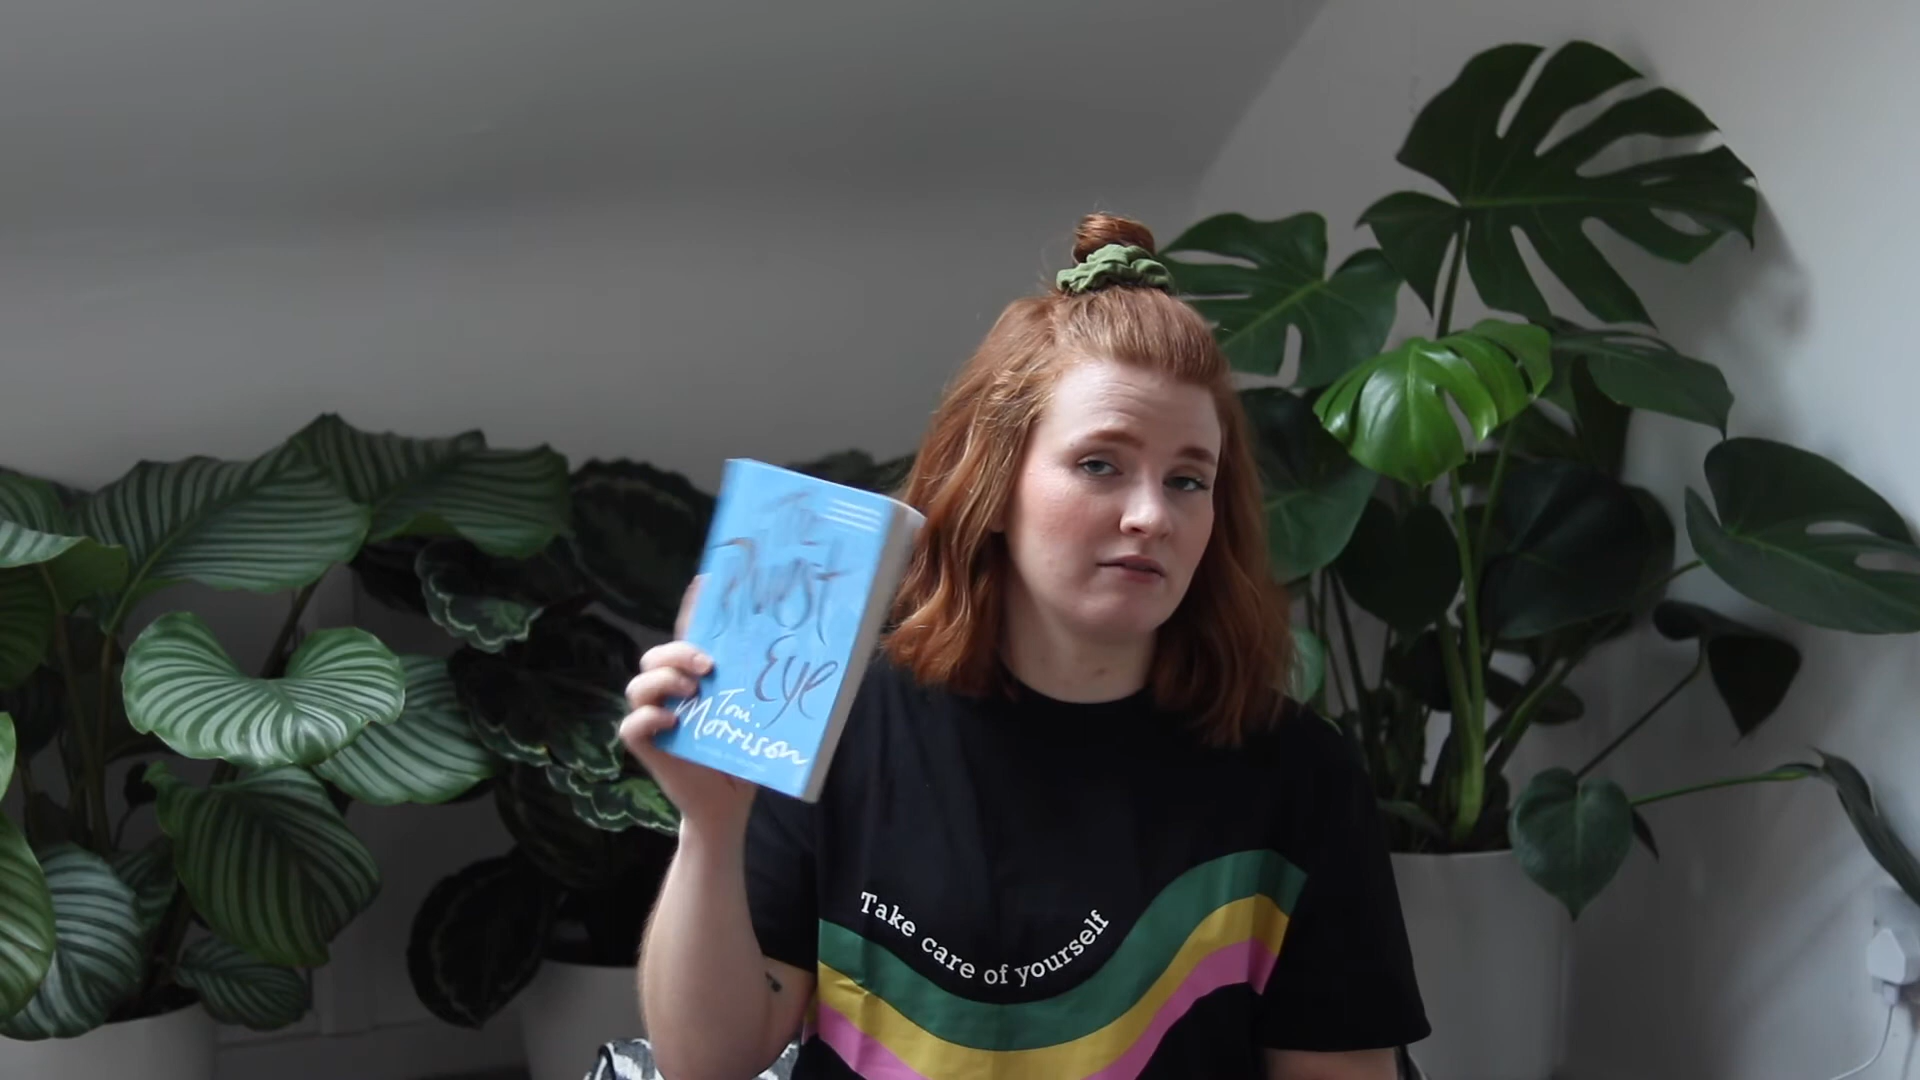 The
Bluest
Eye
Toni
Morrison
Take care of yourself